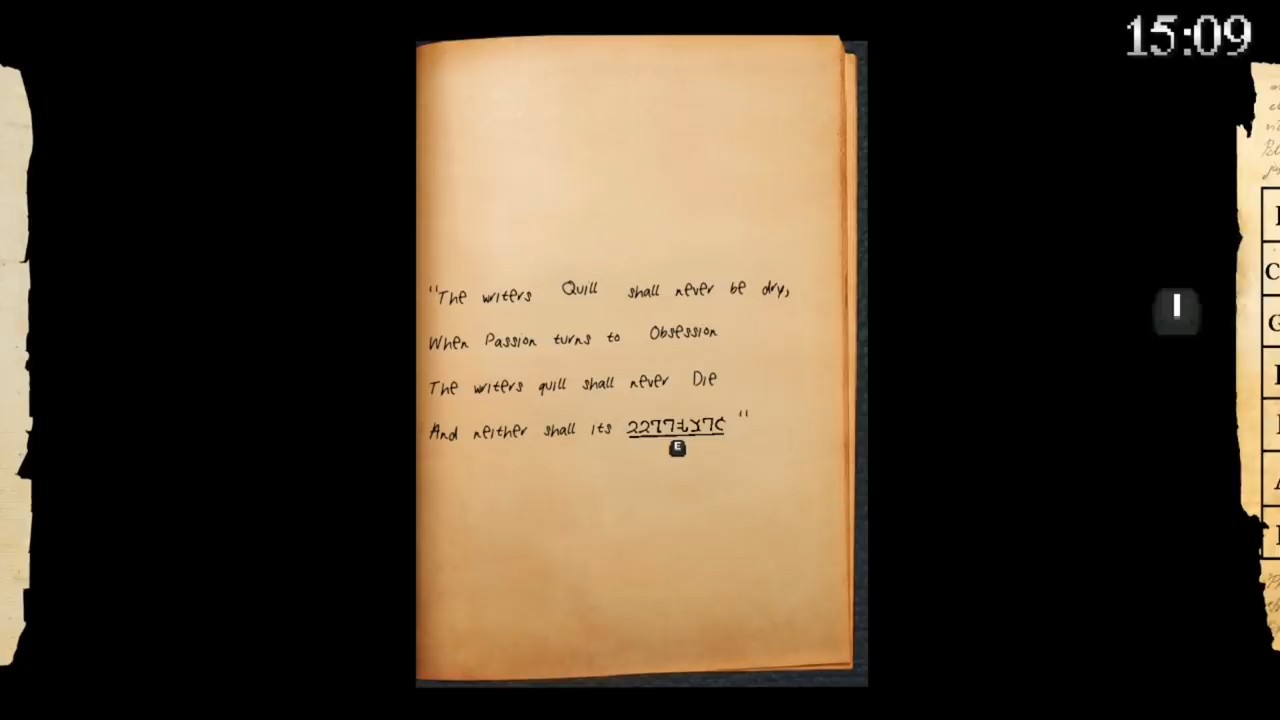 15:09
"The writers Quill shall never be dry,
When Passion turns to Obsession
The writers quill shall never Die
And neither shall its "
E
I